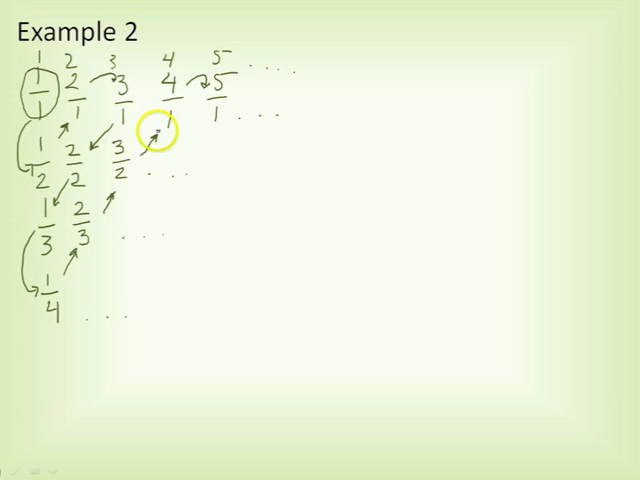 Example 2
1 2 3 4 5 . . . .
1/1 2/1 3/1 4/1 5/1 . . .
1/2 2/2 3/2 . . .
1/3 2/3 . . .
1/4 . . .